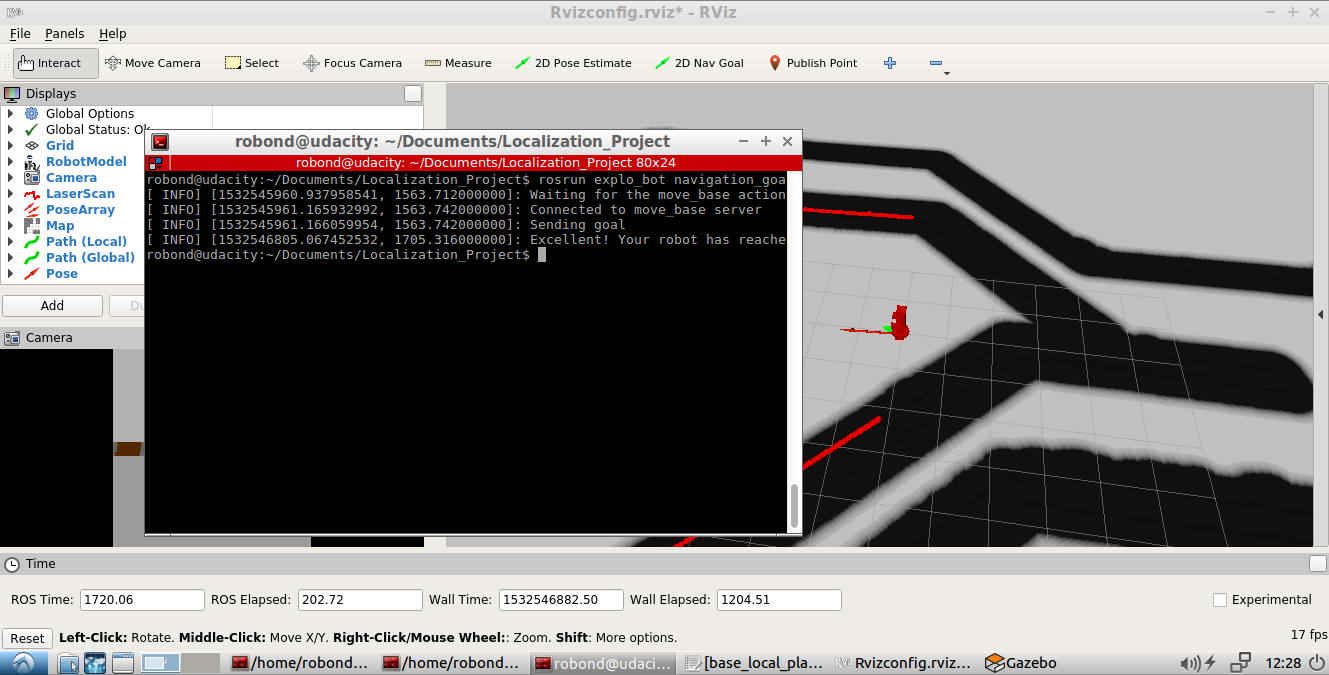 RViz
Rvizconfig.rviz* - RViz
File Panels Help
Interact Move Camera Select Focus Camera Measure 2D Pose Estimate 2D Nav Goal Publish Point
Displays
Global Options
Global Status: Ok
Grid
RobotModel
Camera
LaserScan
PoseArray
Map
Path (Local)
Path (Global)
Pose
Add Du
Camera
robond@udacity: ~/Documents/Localization_Project
robond@udacity: ~/Documents/Localization_Project 80x24
robond@udacity:~/Documents/Localization_Project$ rosrun explo_bot navigation_goa
[ INFO] [1532545960.937958541, 1563.712000000]: Waiting for the move_base action
[ INFO] [1532545961.165932992, 1563.742000000]: Connected to move_base server
[ INFO] [1532545961.166059954, 1563.742000000]: Sending goal
[ INFO] [1532546805.067452532, 1705.316000000]: Excellent! Your robot has reache
robond@udacity:~/Documents/Localization_Project$
Time
ROS Time: 1720.06 ROS Elapsed: 202.72 Wall Time: 1532546882.50 Wall Elapsed: 1204.51 Experimental
Reset Left-Click: Rotate. Middle-Click: Move X/Y. Right-Click/Mouse Wheel:: Zoom. Shift: More options. 17 fps
/home/robond... /home/robond... robond@udaci... [base_local_pla... RViz Rvizconfig.rviz... Gazebo 12:28